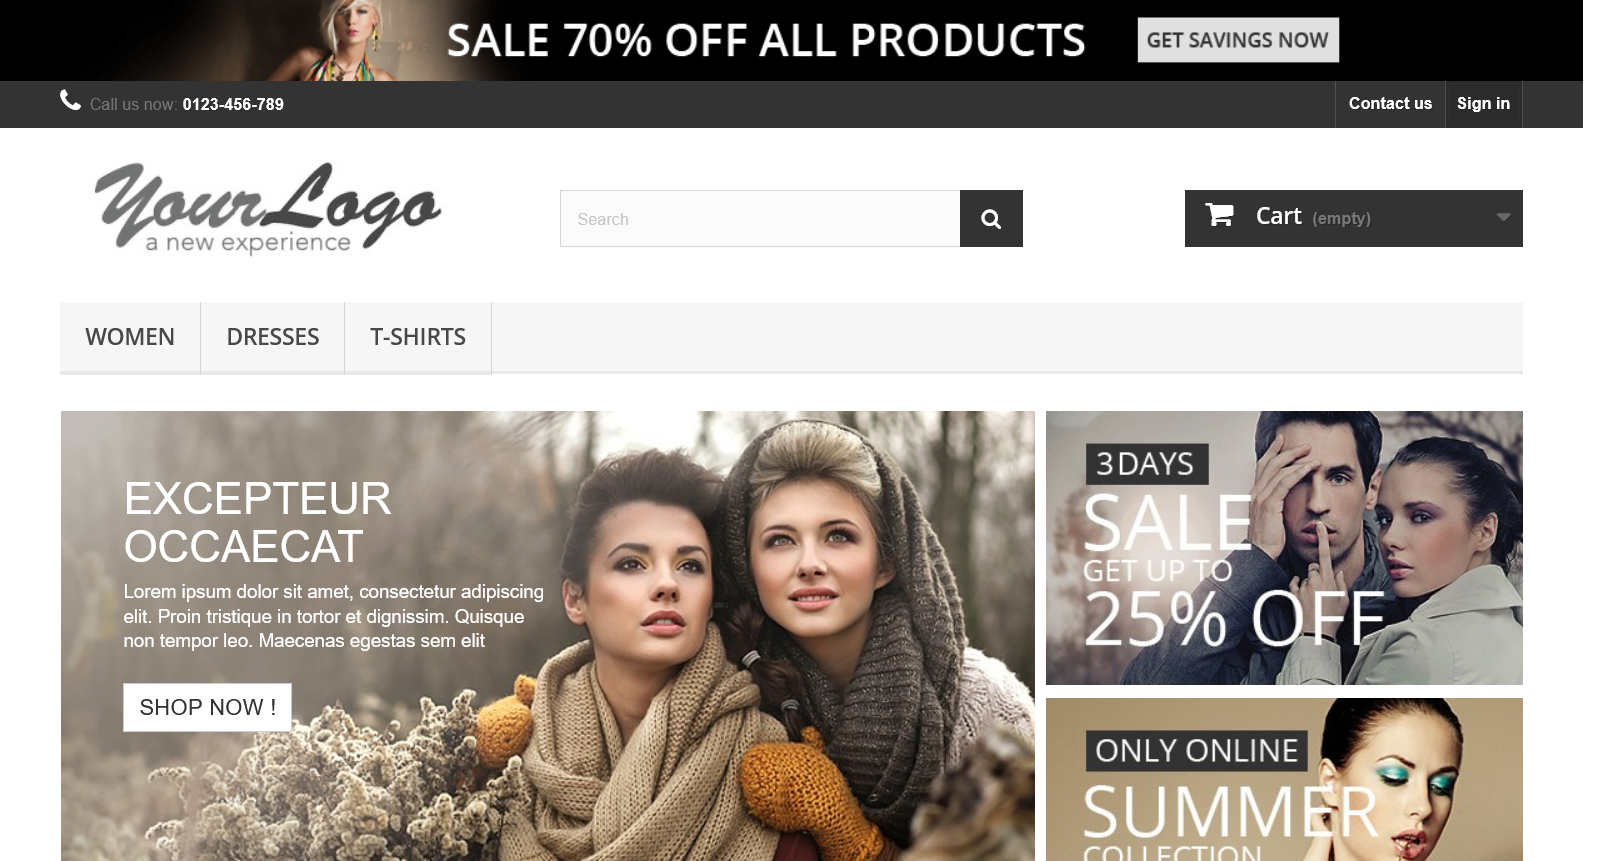 SALE 70% OFF ALL PRODUCTS
GET SAVINGS NOW
Call us now: 0123-456-789
Contact us
Sign in
YourLogo
a new experience
Search
Cart (empty)
WOMEN
DRESSES
T-SHIRTS
EXCEPTEUR
OCCAECAT
Lorem ipsum dolor sit amet, consectetur adipiscing
elit. Proin tristique in tortor et dignissim. Quisque
non tempor leo. Maecenas egestas sem elit
SHOP NOW !
3 DAYS
SALE
GET UP TO
25% OFF
ONLY ONLINE
SUMMER
COLLECTION